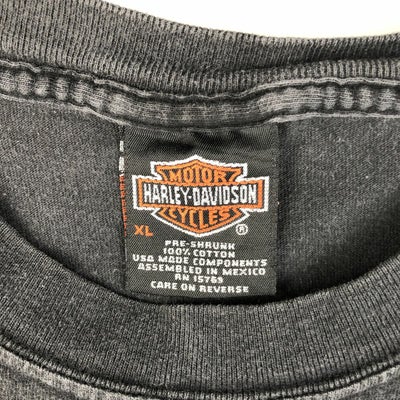 MOTOR
HARLEY-DAVIDSON
CYCLES
XL ®
PRE-SHRUNK
100% COTTON
USA MADE COMPONENTS
ASSEMBLED IN MEXICO
RN 15769
CARE ON REVERSE